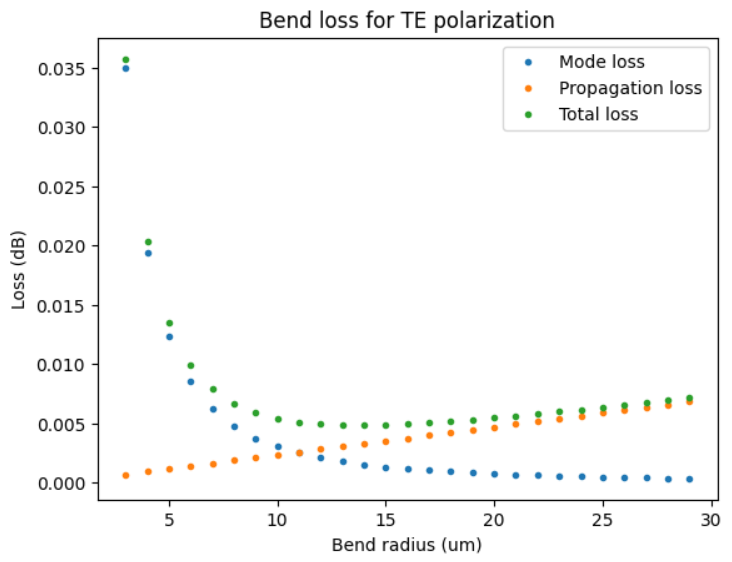 Bend loss for TE polarization
Mode loss
Propagation loss
Total loss
Loss (dB)
0.035
0.030
0.025
0.020
0.015
0.010
0.005
0.000
5
10
15
20
25
30
Bend radius (um)